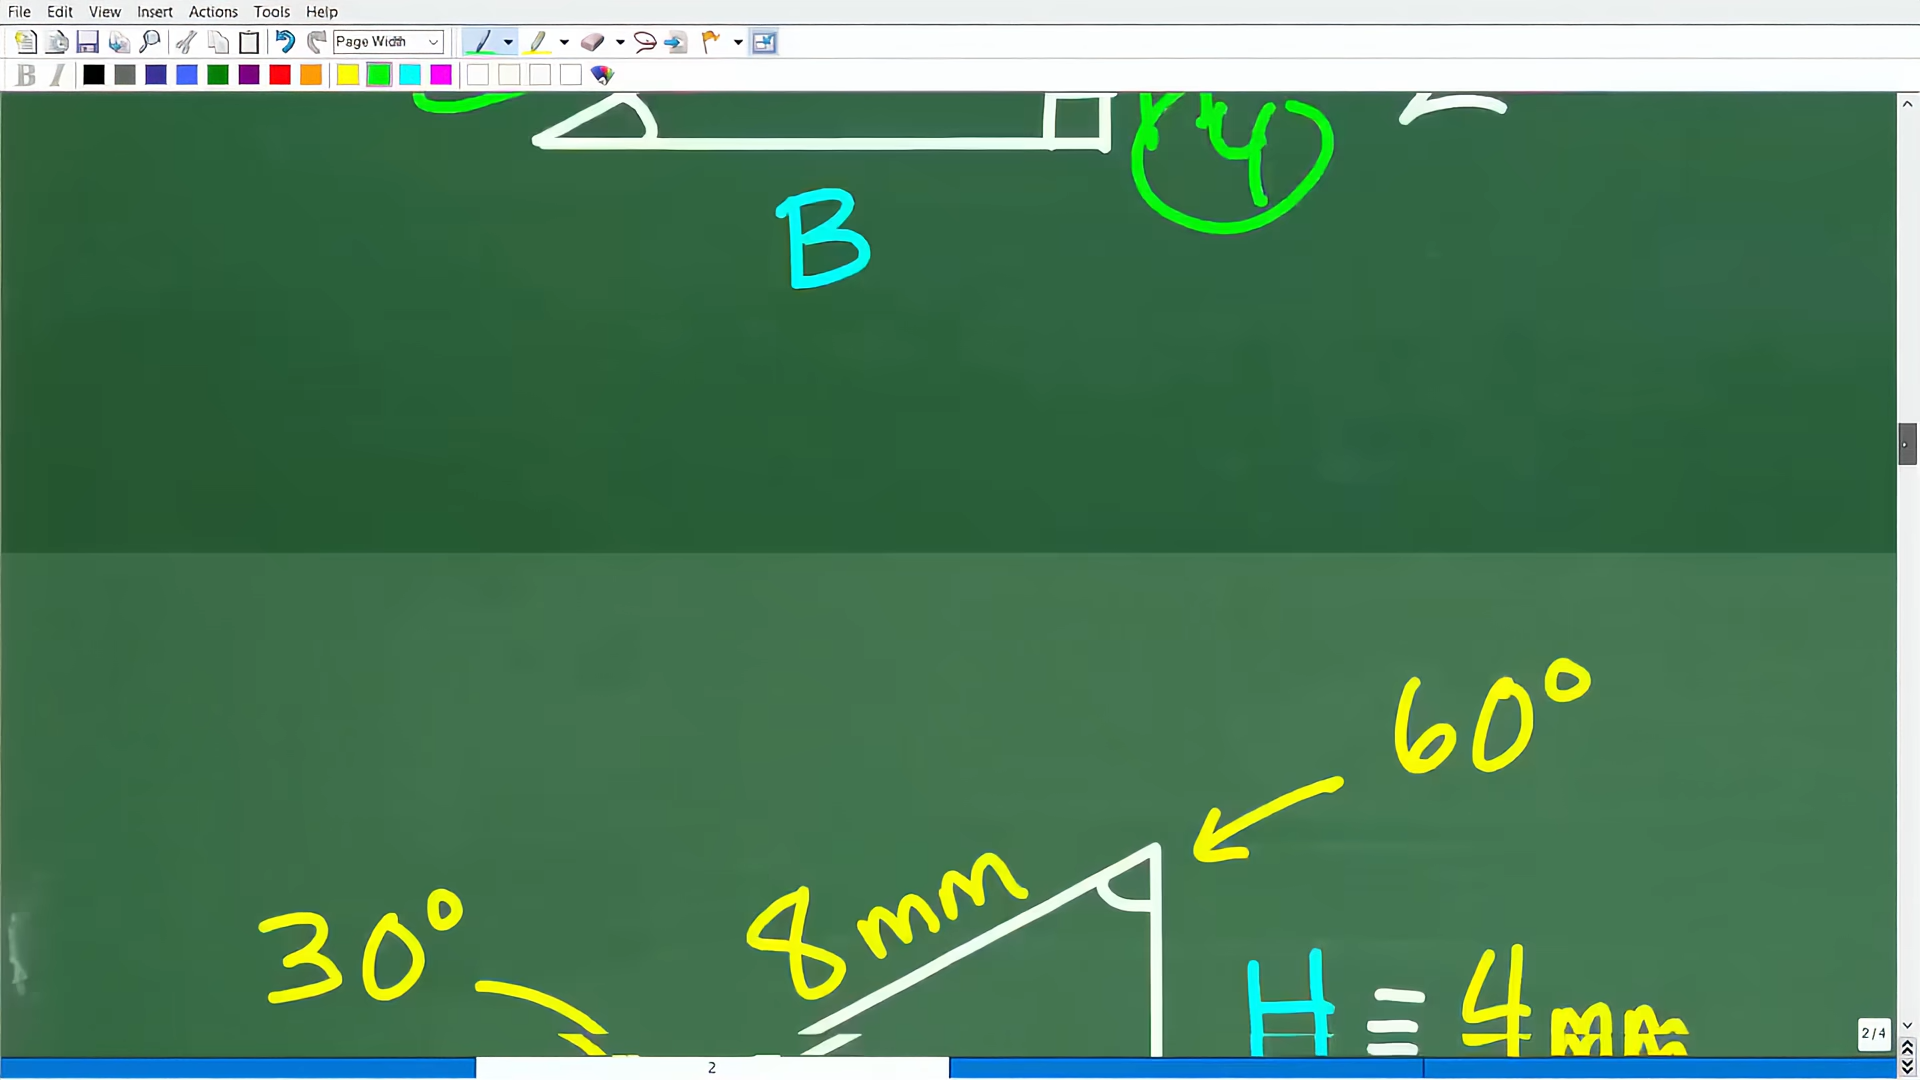 File Edit View Insert Actions Tools Help
Page Width
B I
4
B
60°
30°
8mm
H = 4mm
2/4
2